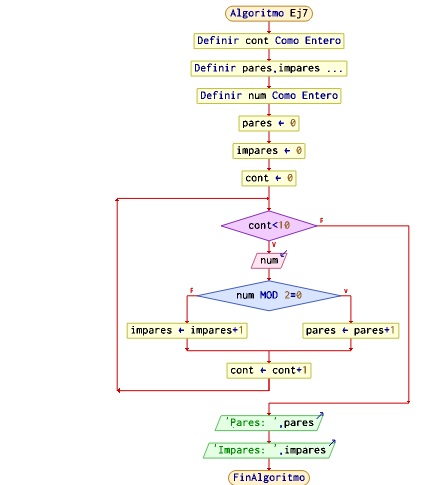 Algoritmo Ej7
Definir cont Como Entero
Definir pares,impares ...
Definir num Como Entero
pares ← 0
impares ← 0
cont ← 0
cont<10
F
V
num
num MOD 2=0
F
V
impares ← impares+1
pares ← pares+1
cont ← cont+1
'Pares: ',pares
'Impares: ',impares
FinAlgoritmo